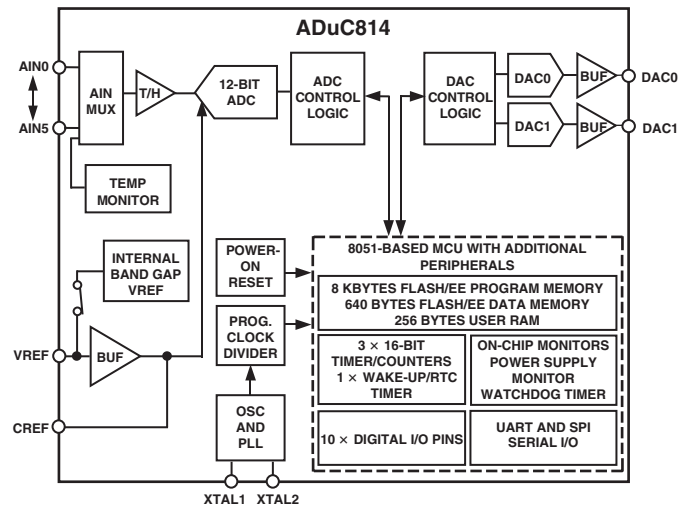 ADuC814
AIN0
AIN5
AIN
MUX
T/H
12-BIT
ADC
ADC
CONTROL
LOGIC
DAC
CONTROL
LOGIC
DAC0
BUF
DAC0
DAC1
BUF
DAC1
TEMP
MONITOR
INTERNAL
BAND GAP
VREF
POWER-
ON
RESET
8051-BASED MCU WITH ADDITIONAL
PERIPHERALS
8 KBYTES FLASH/EE PROGRAM MEMORY
640 BYTES FLASH/EE DATA MEMORY
256 BYTES USER RAM
PROG.
CLOCK
DIVIDER
3 × 16-BIT
TIMER/COUNTERS
1 × WAKE-UP/RTC
TIMER
ON-CHIP MONITORS
POWER SUPPLY
MONITOR
WATCHDOG TIMER
VREF
BUF
CREF
OSC
AND
PLL
10 × DIGITAL I/O PINS
UART AND SPI
SERIAL I/O
XTAL1
XTAL2